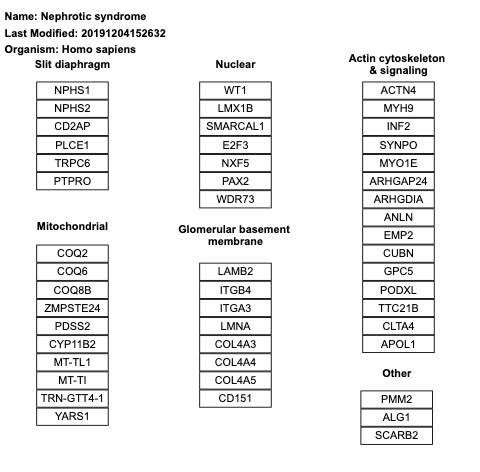 Name: Nephrotic syndrome
Last Modified: 20191204152632
Organism: Homo sapiens
Slit diaphragm
NPHS1
NPHS2
CD2AP
PLCE1
TRPC6
PTPRO
Nuclear
WT1
LMX1B
SMARCAL1
E2F3
NXF5
PAX2
WDR73
Actin cytoskeleton
& signaling
ACTN4
MYH9
INF2
SYNPO
MYO1E
ARHGAP24
ARHGDIA
ANLN
EMP2
CUBN
GPC5
PODXL
TTC21B
CLTA4
APOL1
Mitochondrial
COQ2
COQ6
COQ8B
ZMPSTE24
PDSS2
CYP11B2
MT-TL1
MT-TI
TRN-GTT4-1
YARS1
Glomerular basement
membrane
LAMB2
ITGB4
ITGA3
LMNA
COL4A3
COL4A4
COL4A5
CD151
Other
PMM2
ALG1
SCARB2